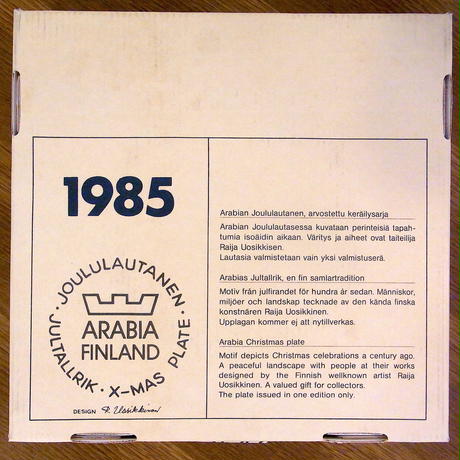 1985
JOULULAUTANEN · JULTALLRIK · X-MAS PLATE ·
ARABIA
FINLAND
DESIGN R. Uosikkinen
Arabian Joululautanen, arvostettu keräilysarja
Arabian Joululautasessa kuvataan perinteisiä tapah-
tumia isoäidin aikaan. Väritys ja aiheet ovat taiteilija
Raija Uosikkisen.
Lautasia valmistetaan vain yksi valmistuserä.
Arabias Jultallrik, en fin samlartradition
Motiv från julfirandet för hundra år sedan. Människor,
miljöer och landskap tecknade av den kända finska
konstnären Raija Uosikkinen.
Upplagan kommer ej att nytillverkas.
Arabia Christmas plate
Motif depicts Christmas celebrations a century ago.
A peaceful landscape with people at their works
designed by the Finnish wellknown artist Raija
Uosikkinen. A valued gift for collectors.
The plate issued in one edition only.